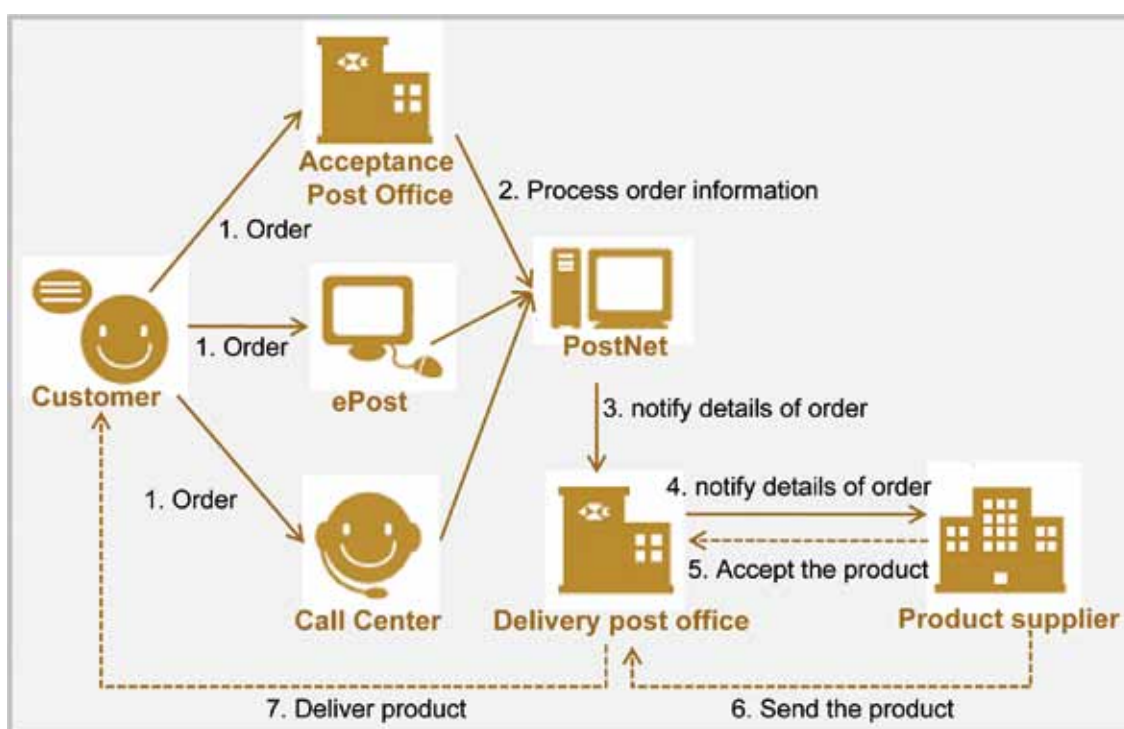 Acceptance
Post Office
2. Process order information
1. Order
PostNet
1. Order
Customer
ePost
3. notify details of order
1. Order
4. notify details of order
5. Accept the product
Call Center
Delivery post office
Product supplier
7. Deliver product
6. Send the product